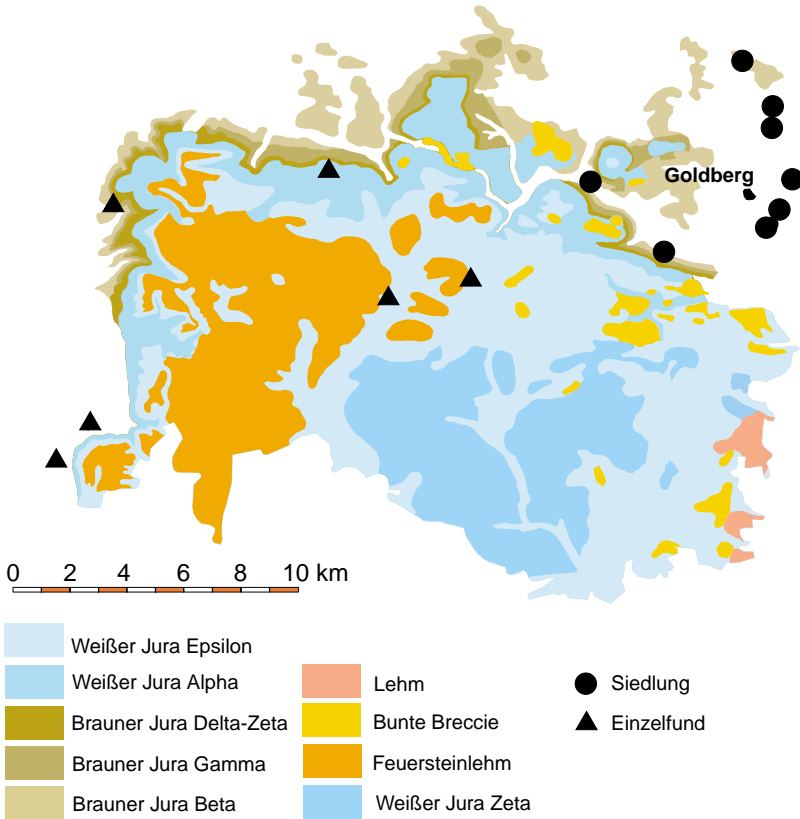 Goldberg
0 2 4 6 8 10 km
Weißer Jura Epsilon
Weißer Jura Alpha
Brauner Jura Delta-Zeta
Brauner Jura Gamma
Brauner Jura Beta
Lehm
Bunte Breccie
Feuersteinlehm
Weißer Jura Zeta
Siedlung
Einzelfund